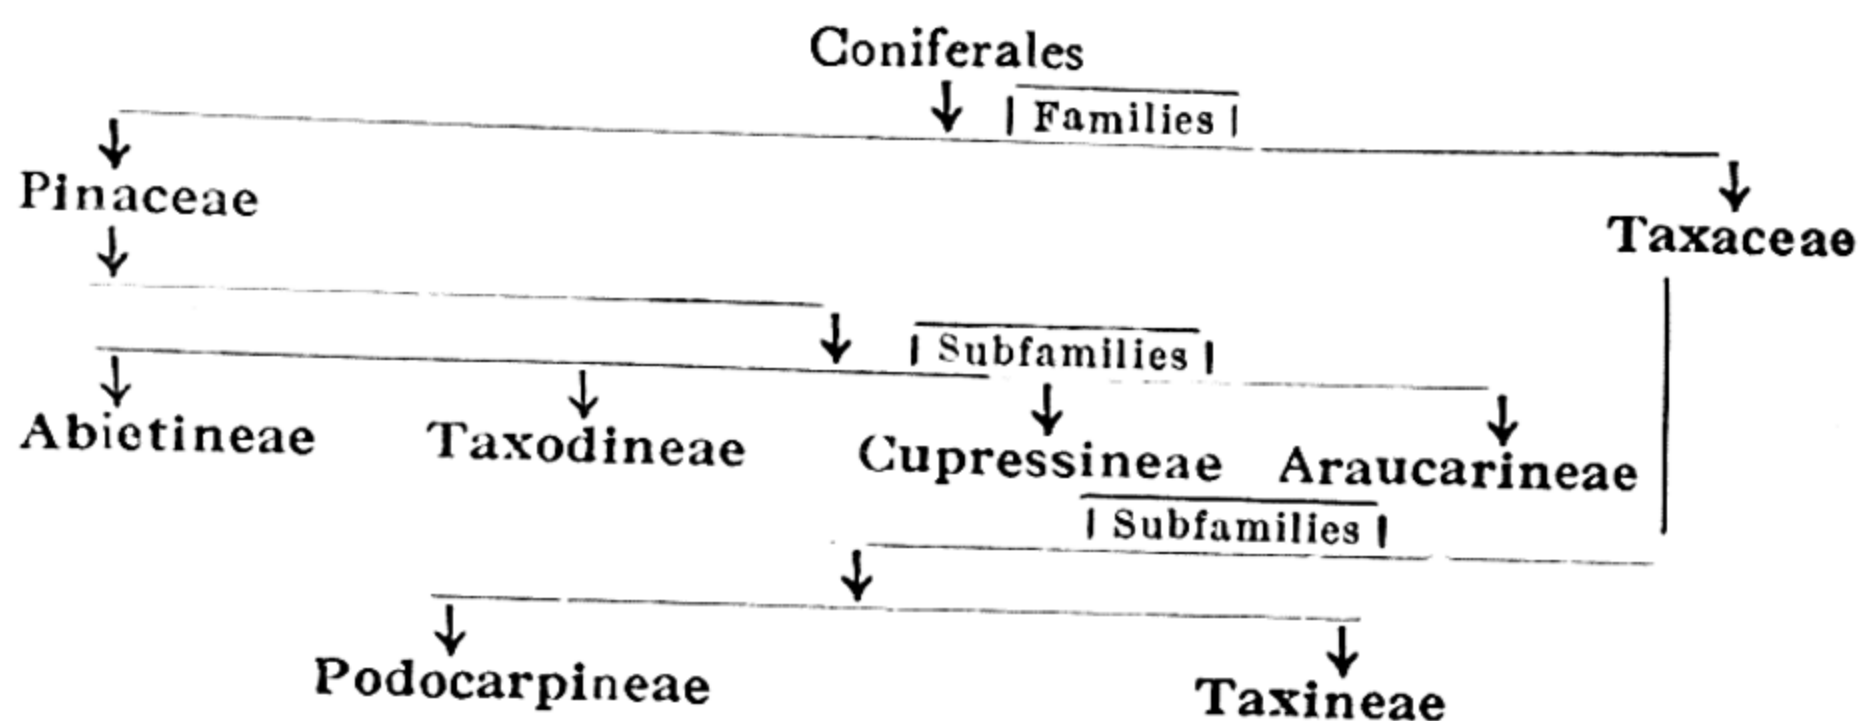 Coniferales
Families
Pinaceae
Taxaceae
Subfamilies
Abietineae Taxodineae Cupressineae Araucarineae
Subfamilies
Podocarpineae Taxineae